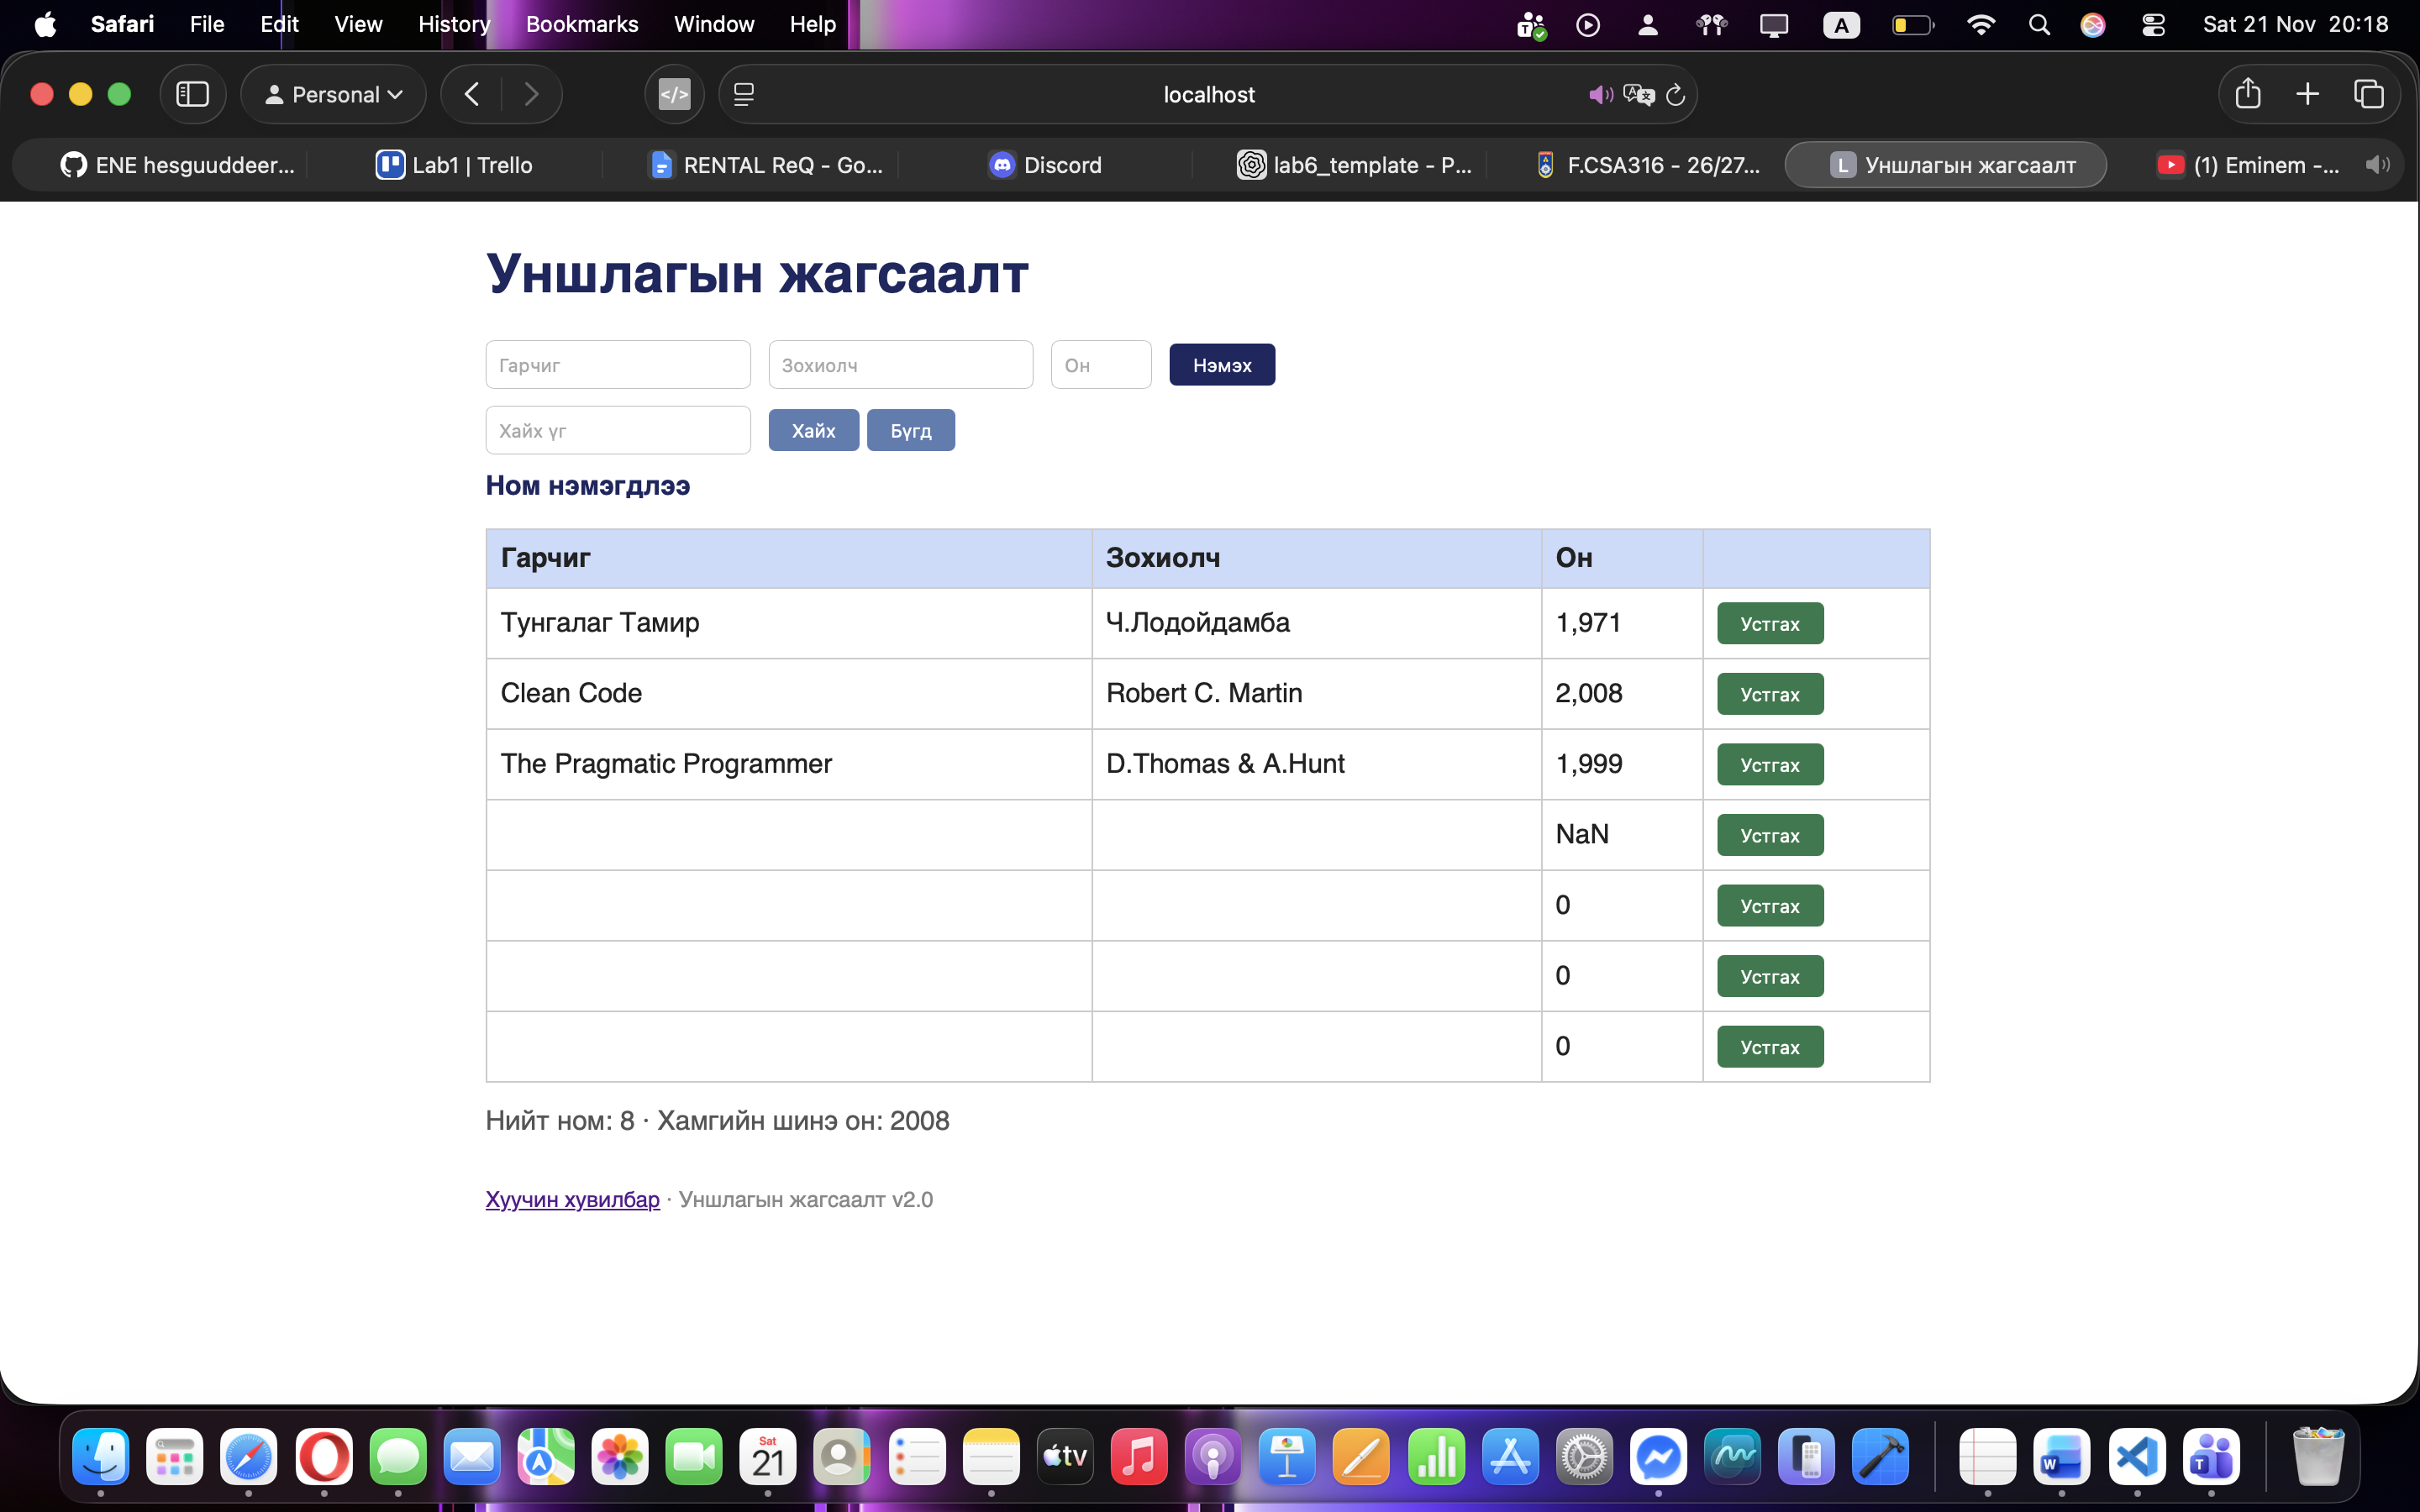 Safari File Edit View History Bookmarks Window Help A Sat 21 Nov 20:18
Personal </> localhost
ENE hesguuddeer... Lab1 | Trello RENTAL ReQ - Go... Discord lab6_template - P... F.CSA316 - 26/27... L Уншлагын жагсаалт (1) Eminem -...
Уншлагын жагсаалт
Гарчиг Зохиолч Он Нэмэх
Хайх үг Хайх Бүгд
Ном нэмэгдлээ
Гарчиг Зохиолч Он
Тунгалаг Тамир Ч.Лодойдамба 1,971 Устгах
Clean Code Robert C. Martin 2,008 Устгах
The Pragmatic Programmer D.Thomas & A.Hunt 1,999 Устгах
NaN Устгах
0 Устгах
0 Устгах
0 Устгах
Нийт ном: 8 · Хамгийн шинэ он: 2008
Хуучин хувилбар · Уншлагын жагсаалт v2.0
Sat
21 tv W T